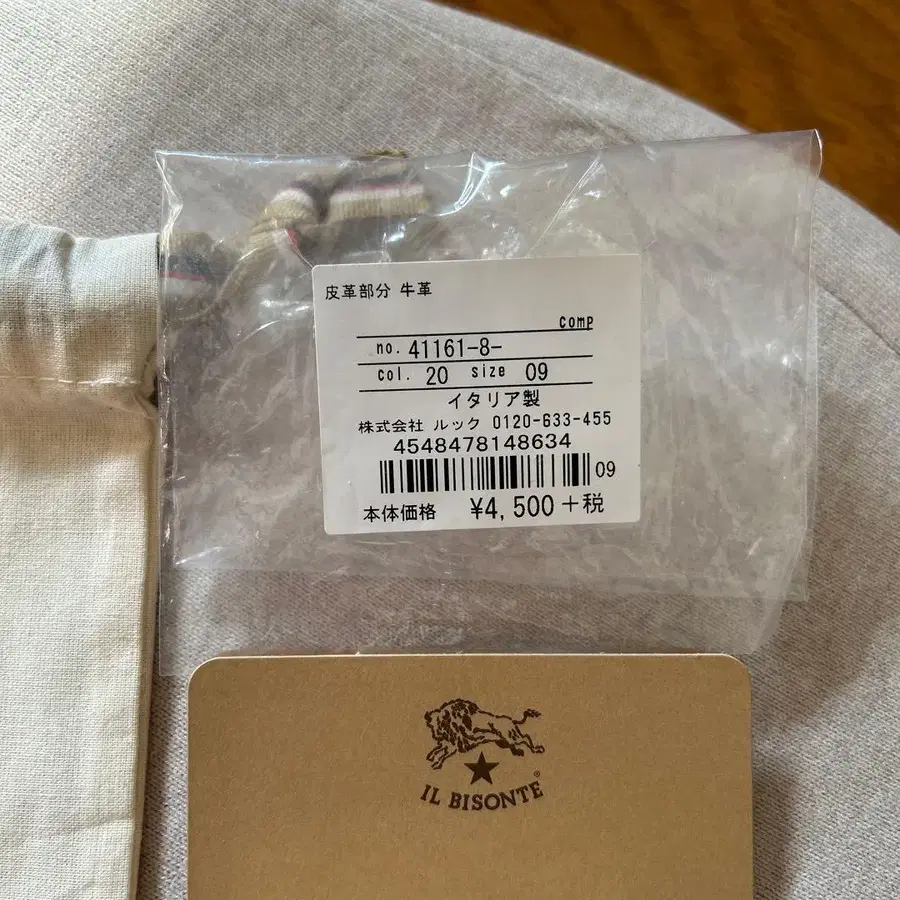 皮革部分 牛革
comp
no. 41161-8-
col. 20 size 09
イタリア製
株式会社 ルック 0120-633-455
4548478148634
09
本体価格 ¥4,500+税
IL BISONTE®